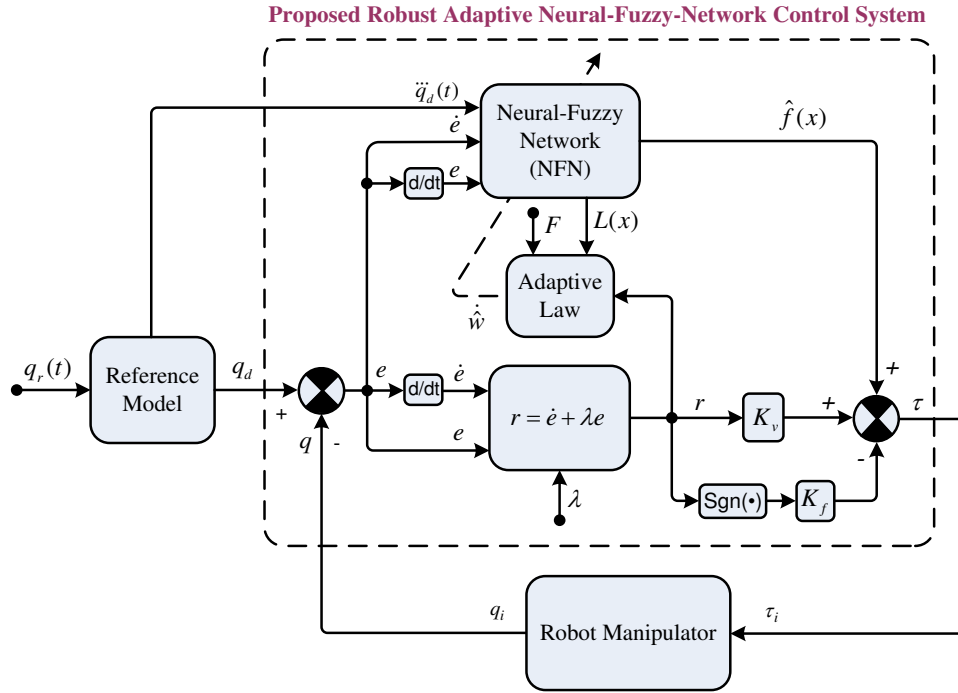 Proposed Robust Adaptive Neural-Fuzzy-Network Control System
q⃛_d(t)
ė
d/dt
e
Neural-Fuzzy
Network
(NFN)
f̂(x)
F
L(x)
Adaptive
Law
ŵ̇
q_r(t)
Reference
Model
q_d
+
q
-
e
d/dt
ė
e
r = ė + λe
λ
r
K_v
+
+
-
τ
Sgn(•)
K_f
q_i
Robot Manipulator
τ_i